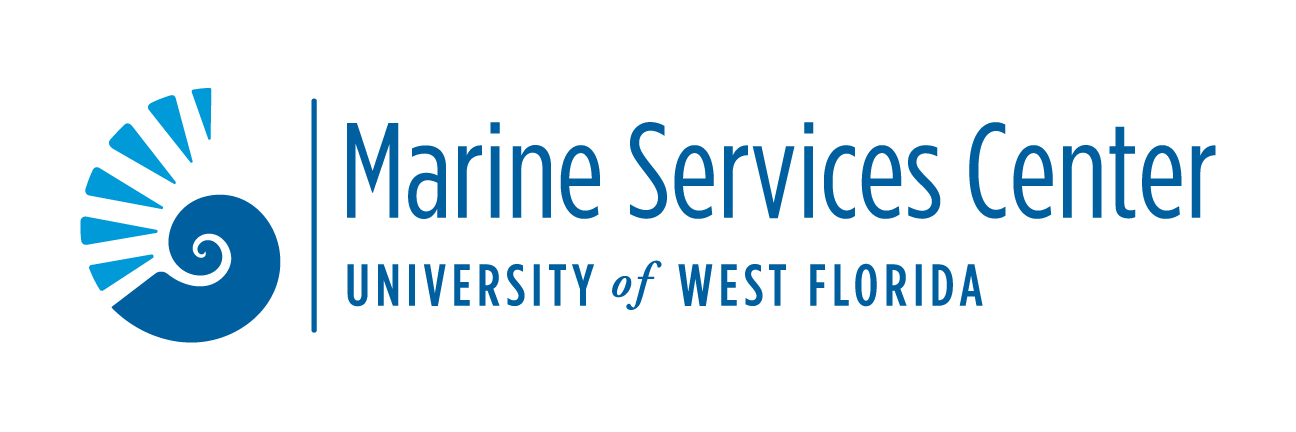 Marine Services Center
UNIVERSITY of WEST FLORIDA